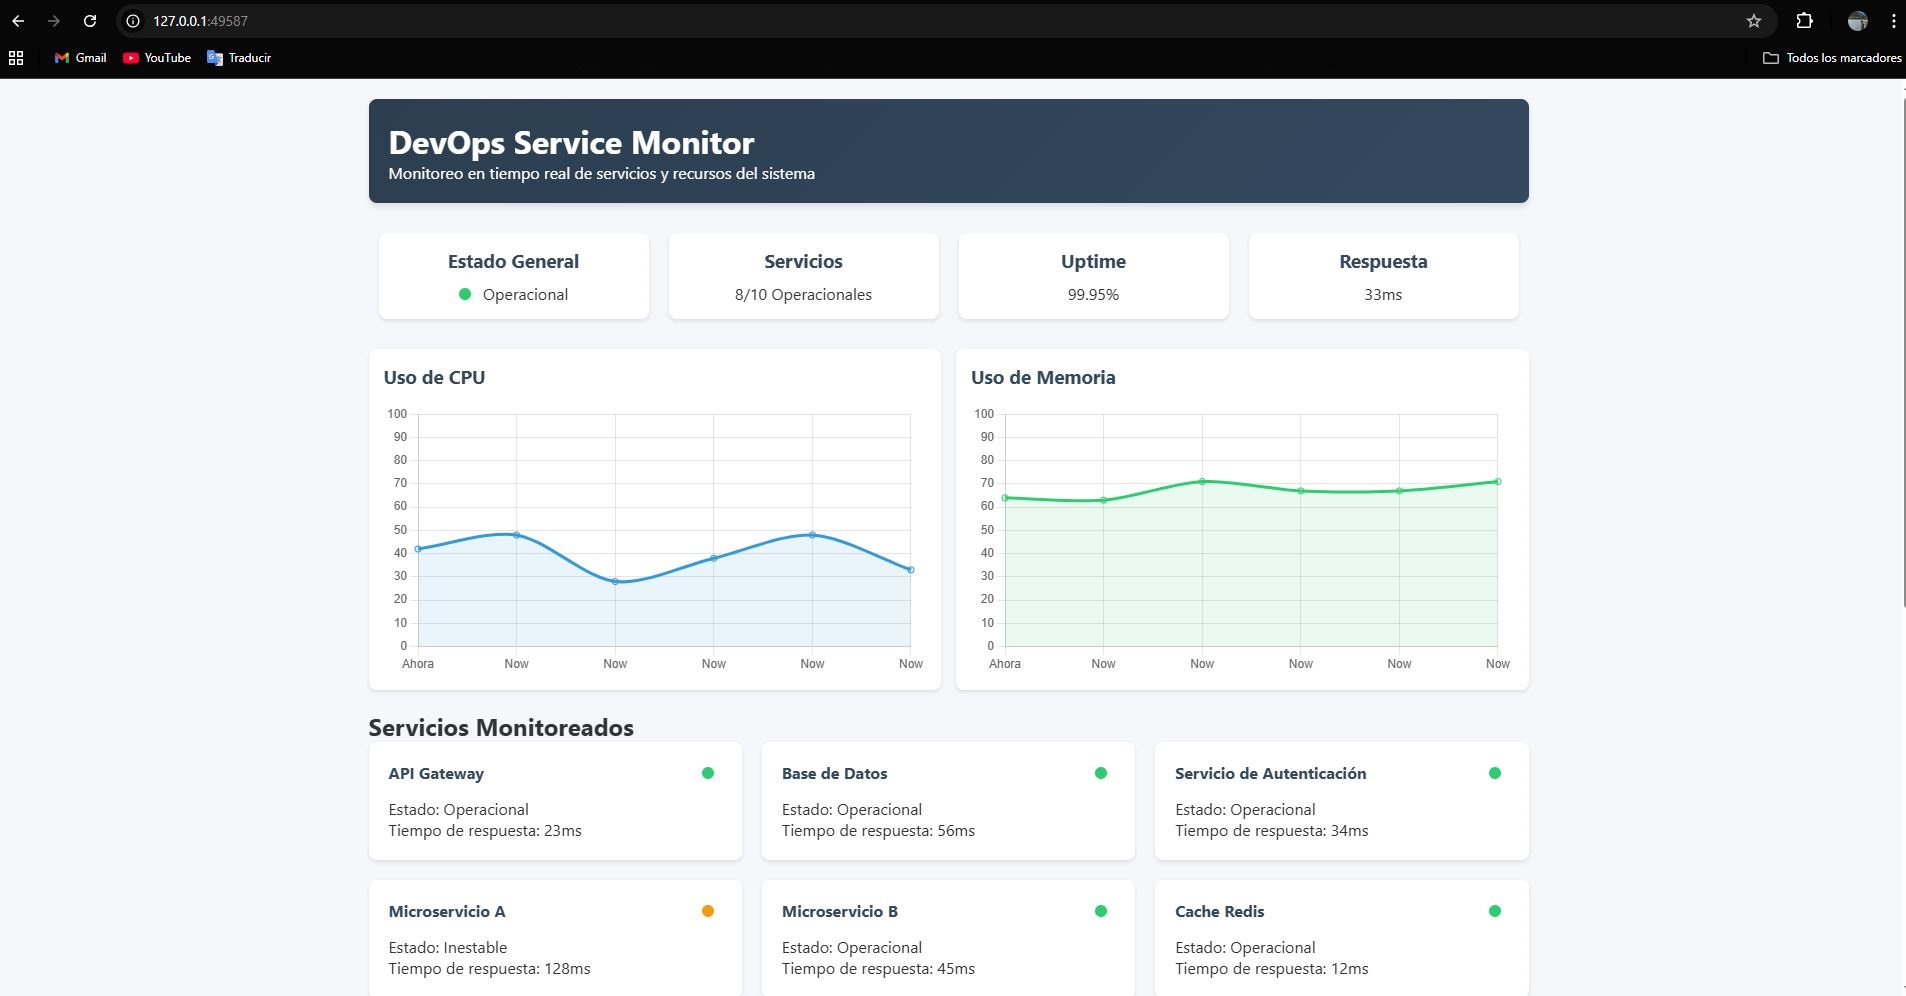 127.0.0.1:49587
Gmail
YouTube
Traducir
Todos los marcadores
DevOps Service Monitor
Monitoreo en tiempo real de servicios y recursos del sistema
Estado General
Operacional
Servicios
8/10 Operacionales
Uptime
99.95%
Respuesta
33ms
Uso de CPU
100
90
80
70
60
50
40
30
20
10
0
Ahora Now Now Now Now Now
Uso de Memoria
100
90
80
70
60
50
40
30
20
10
0
Ahora Now Now Now Now Now
Servicios Monitoreados
API Gateway
Estado: Operacional
Tiempo de respuesta: 23ms
Base de Datos
Estado: Operacional
Tiempo de respuesta: 56ms
Servicio de Autenticación
Estado: Operacional
Tiempo de respuesta: 34ms
Microservicio A
Estado: Inestable
Tiempo de respuesta: 128ms
Microservicio B
Estado: Operacional
Tiempo de respuesta: 45ms
Cache Redis
Estado: Operacional
Tiempo de respuesta: 12ms